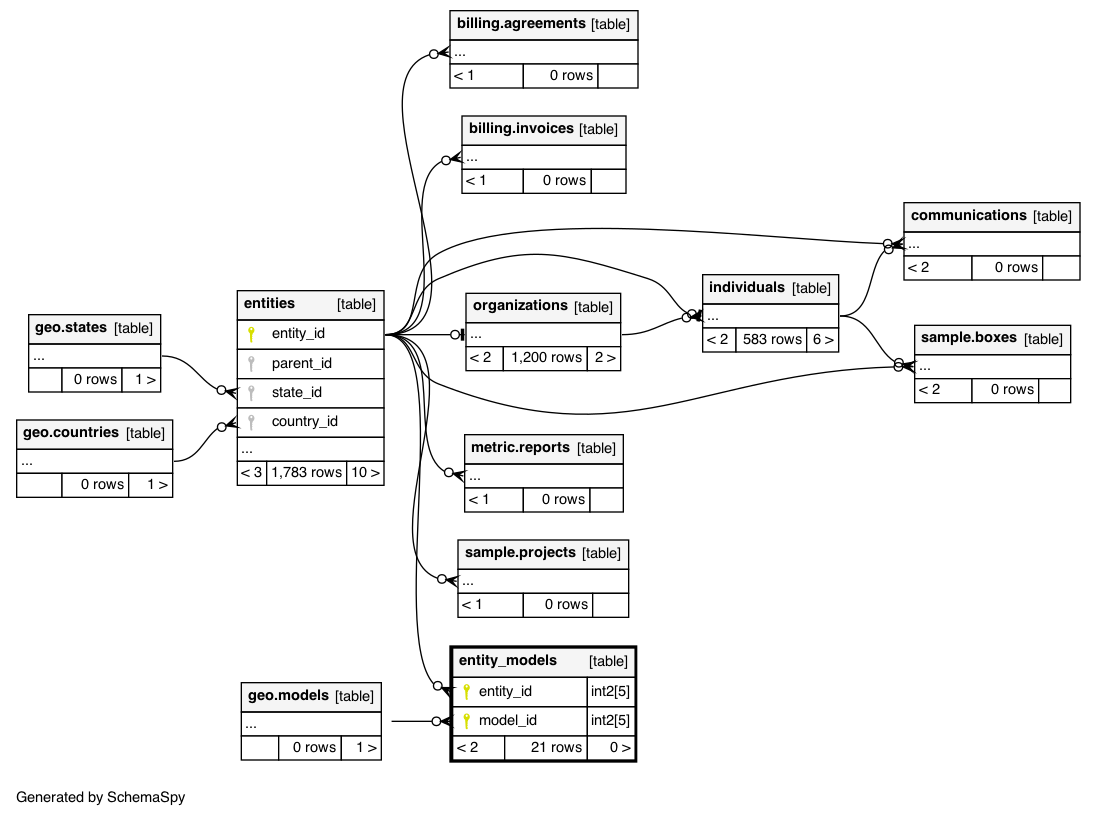 billing.agreements [table]
...
< 1 0 rows
billing.invoices [table]
...
< 1 0 rows
communications [table]
...
< 2 0 rows
individuals [table]
...
< 2 583 rows 6 >
organizations [table]
...
< 2 1,200 rows 2 >
entities [table]
entity_id
parent_id
state_id
country_id
...
< 3 1,783 rows 10 >
geo.states [table]
...
0 rows 1 >
geo.countries [table]
...
0 rows 1 >
sample.boxes [table]
...
< 2 0 rows
metric.reports [table]
...
< 1 0 rows
sample.projects [table]
...
< 1 0 rows
entity_models [table]
entity_id int2[5]
model_id int2[5]
< 2 21 rows 0 >
geo.models [table]
...
0 rows 1 >
Generated by SchemaSpy